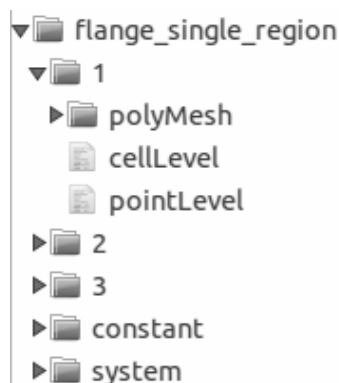 flange_single_region
1
polyMesh
cellLevel
pointLevel
2
3
constant
system